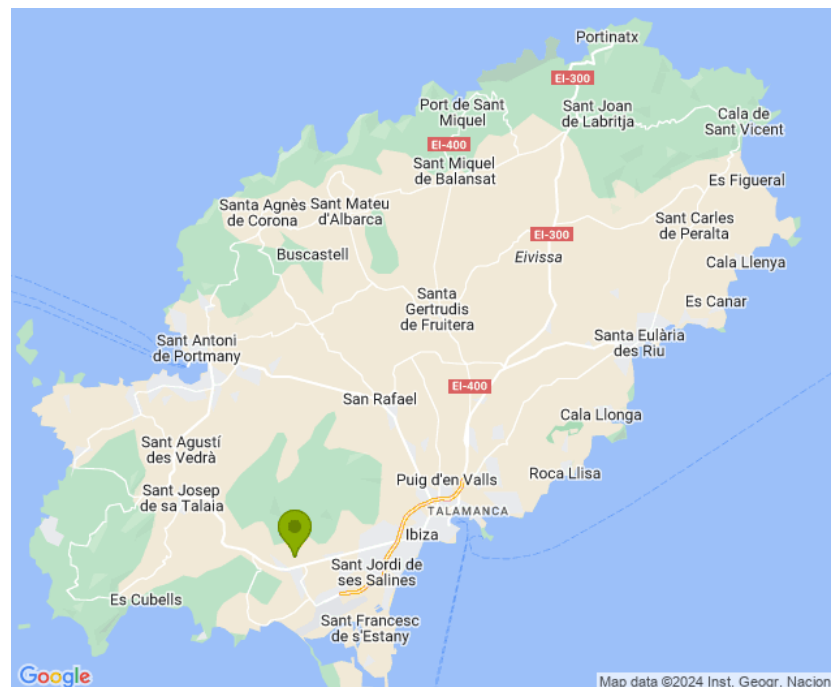 Portinatx
EI-300
Port de Sant
Miquel
Sant Joan
de Labritja
Cala de
Sant Vicent
EI-400
Sant Miquel
de Balansat
Es Figueral
Santa Agnès
de Corona
Sant Mateu
d'Albarca
Sant Carles
de Peralta
EI-300
Buscastell
Eivissa
Cala Llenya
Santa
Gertrudis
de Fruitera
Es Canar
Sant Antoni
de Portmany
Santa Eulària
des Riu
EI-400
San Rafael
Cala Llonga
Sant Agustí
des Vedrà
Puig d'en Valls
Roca Llisa
Sant Josep
de sa Talaia
TALAMANCA
Ibiza
Sant Jordi de
ses Salines
Es Cubells
Sant Francesc
de s'Estany
Google
Map data ©2024 Inst. Geogr. Nacion